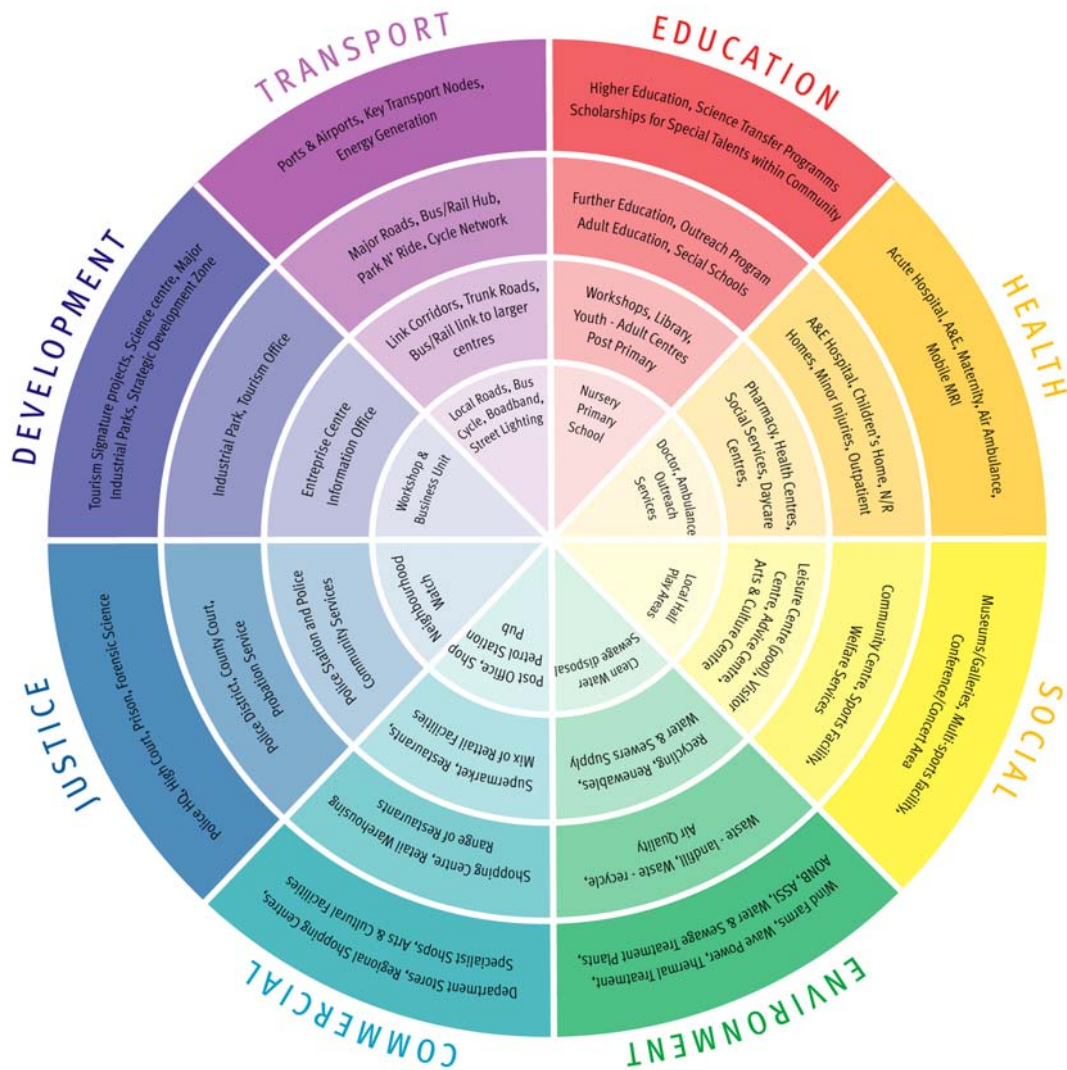 TRANSPORT
Ports & Airports, Key Transport Nodes,
Energy Generation
Major Roads, Bus/Rail Hub,
Park N' Ride, Cycle Network
Link Corridors, Trunk Roads,
Bus/Rail link to larger
centres
Local Roads, Bus
Cycle, Boadband,
Street Lighting
EDUCATION
Higher Education, Science Transfer Programms
Scholarships for Special Talents within Community
Further Education, Outreach Program
Adult Education, Secial Schools
Workshops, Library,
Youth - Adult Centres
Post Primary
Nursery
Primary
School
HEALTH
Acute Hospital, A&E, Maternity, Air Ambulance,
Mobile MRI
A&E Hospital, Children's Home, N/R
Homes, Minor Injuries, Outpatient
Pharmacy, Health Centres,
Social Services, Daycare
Centres,
Doctor, Ambulance
Outreach
Services
SOCIAL
Museums/Galleries, Multi-sports facility,
Conference/Concert Area
Community Centre, Sports Facility,
Welfare Services
Leisure Centre (pool), Visitor
Centre, Advice Centre,
Arts & Culture Centre
Local Hall
Play Areas
ENVIRONMENT
Wind Farms, Wave Power, Thermal Treatment,
AONB, ASSI, Water & Sewage Treatment Plants,
Waste - landfill, Waste - recycle,
Air Quality
Recycling, Renewables,
Water & Sewers Supply
Clean Water
Sewage disposal
COMMERCIAL
Department Stores, Regional Shopping Centres,
Specialist Shops, Arts & Cultural Facilities
Shopping Centre, Retail Warehousing
Range of Restaurants
Supermarket, Restaurants,
Mix of Rettail Facilities
Post Office, Shop
Petrol Station
Pub
JUSTICE
Police HQ, High Court, Prison, Forensic Science
Police District, County Court,
Probation Service
Police Station and Police
Community Services
Neighbourhood
Watch
DEVELOPMENT
Tourism Signature projects, Science centre, Major
Industrial Parks, Strategic Development Zone
Industrial Park, Tourism Office
Entreprise Centre
Information Office
Workshop &
Business Unit